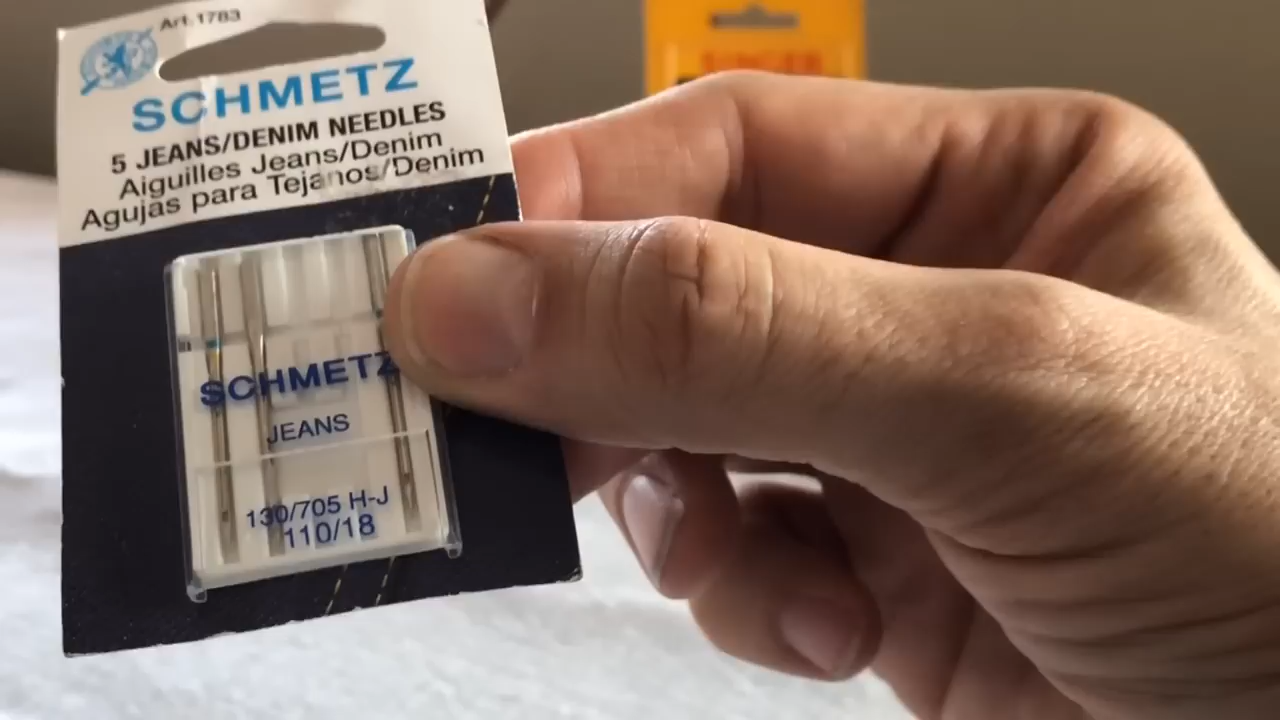 Art. 1783
SCHMETZ
5 JEANS/DENIM NEEDLES
Aiguilles Jeans/Denim
Agujas para Tejanos/Denim
SCHMETZ
JEANS
130/705 H-J
110/18